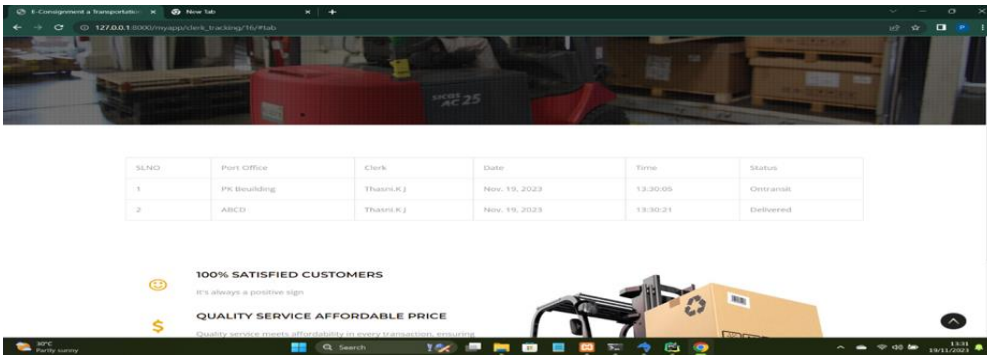 E-Consignment a Transportatio
New Tab
127.0.0.1:8000/myapp/clerk_tracking/16/#tab
P
SICOS
AC 25
SLNO Port Office Clerk Date Time Status
1 PK Beuilding Thasni.K J Nov. 19, 2023 13:30:05 Ontransit
2 ABCD Thasni.K J Nov. 19, 2023 13:30:21 Delivered
100% SATISFIED CUSTOMERS
It's always a positive sign
QUALITY SERVICE AFFORDABLE PRICE
Quality service meets affordability in every transaction, ensuring
30°C
Partly sunny
Search
13:31
19/11/2023